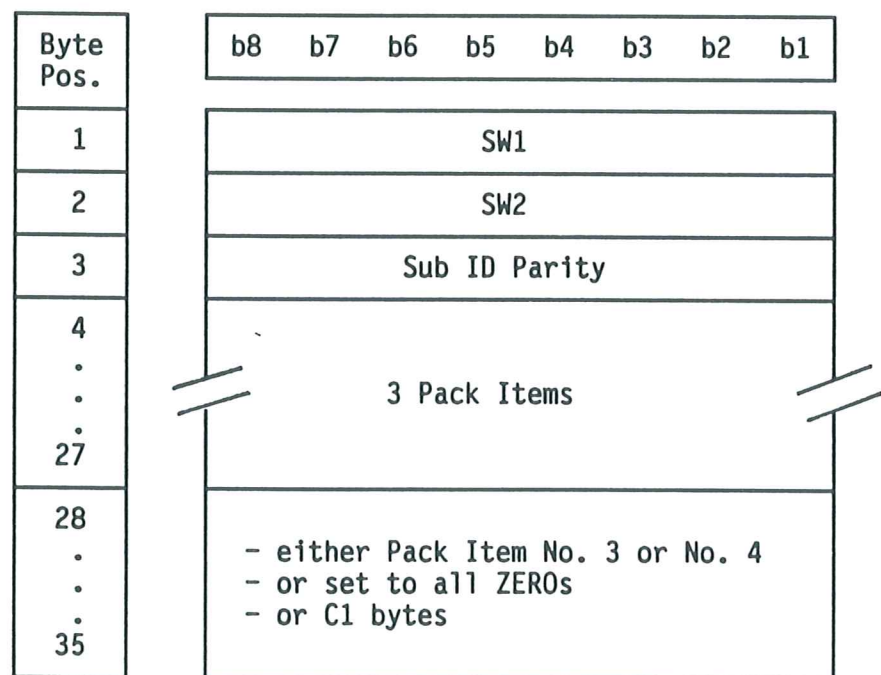 Byte Pos. b8 b7 b6 b5 b4 b3 b2 b1
1 SW1
2 SW2
3 Sub ID Parity
4
.
. 3 Pack Items
.
27
28
. - either Pack Item No. 3 or No. 4
. - or set to all ZEROs
. - or C1 bytes
35